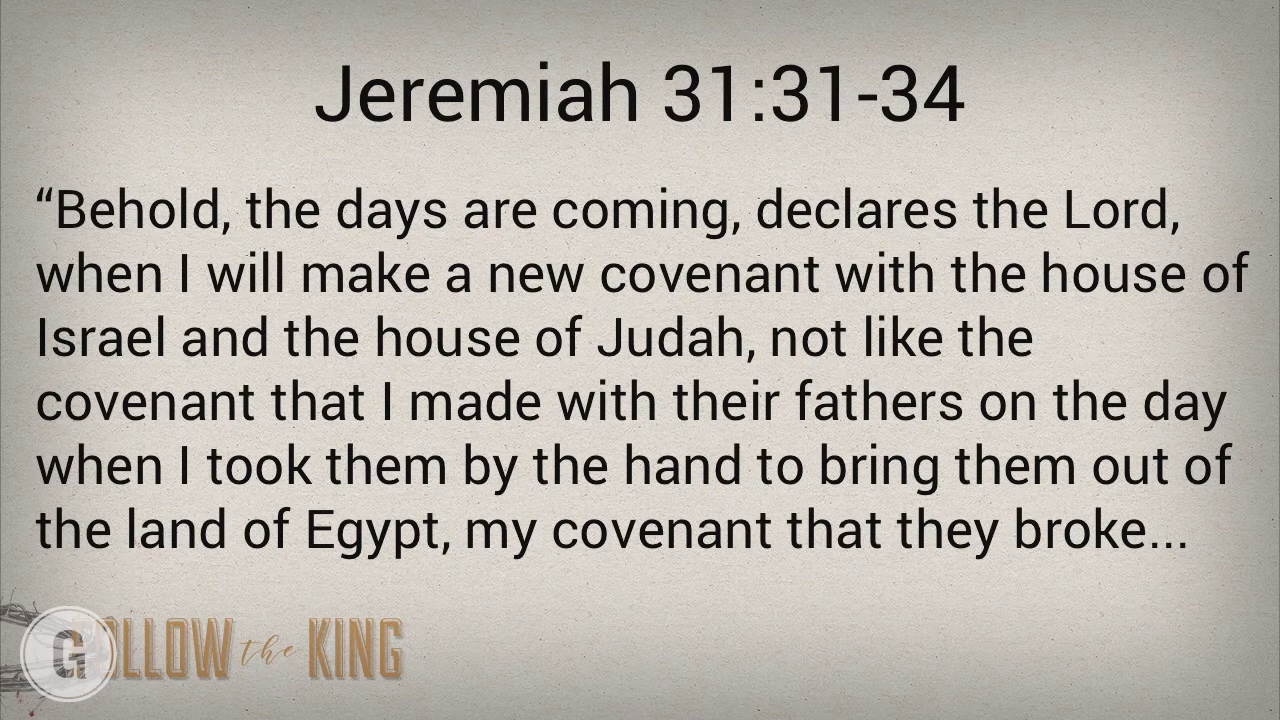 Jeremiah 31:31-34
“Behold, the days are coming, declares the Lord,
when I will make a new covenant with the house of
Israel and the house of Judah, not like the
covenant that I made with their fathers on the day
when I took them by the hand to bring them out of
the land of Egypt, my covenant that they broke...
G
FOLLOW the KING